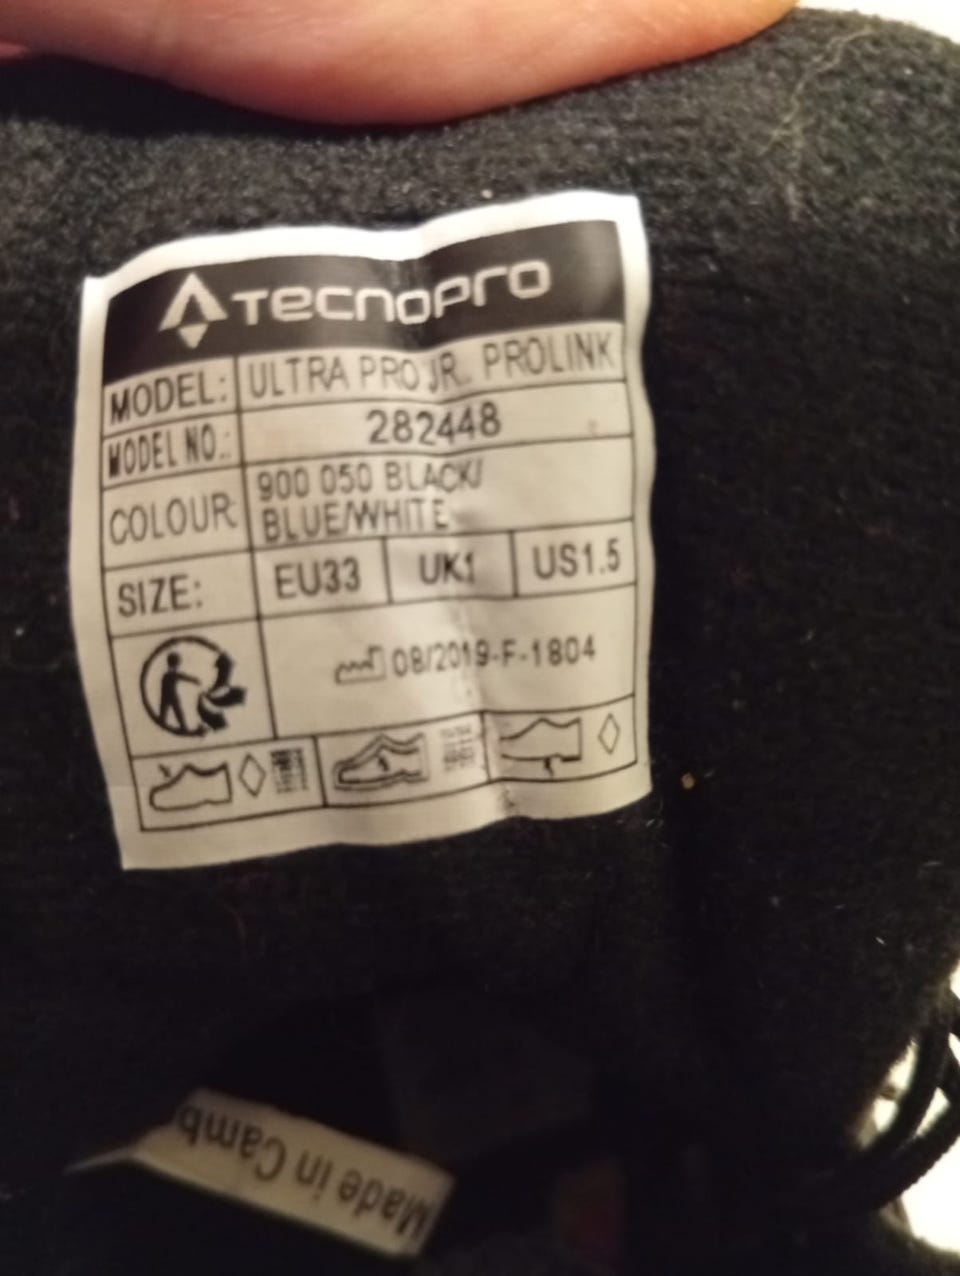 TECNOPRO
MODEL: ULTRA PRO JR. PROLINK
MODEL NO.: 282448
COLOUR: 900 050 BLACK/
BLUE/WHITE
SIZE: EU33 UK1 US1.5
08/2019-F-1804
Made in Camb